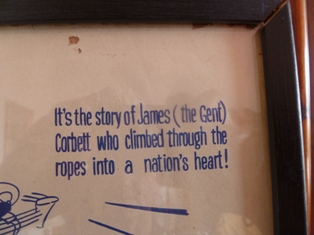 It's the story of James (the Gent)
Corbett who climbed through the
ropes into a nation's heart!